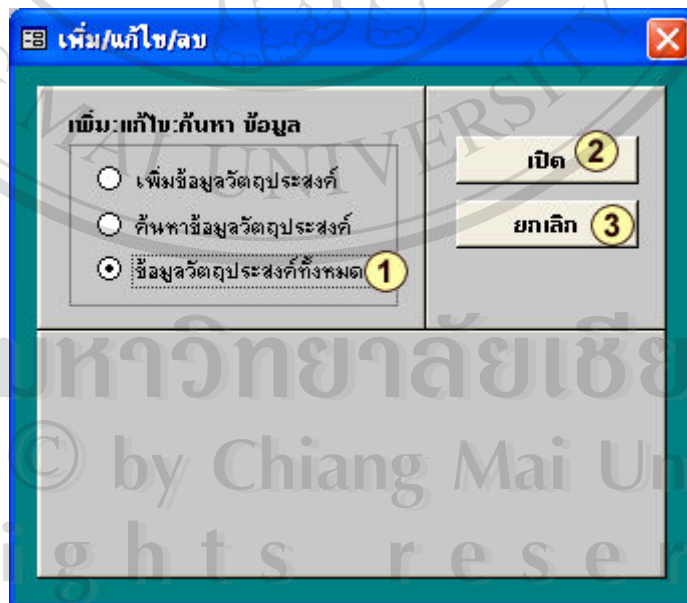 เพิ่ม/แก้ไข/ลบ
เพิ่ม:แก้ไข:ค้นหา ข้อมูล
เพิ่มข้อมูลวัตถุประสงค์
ค้นหาข้อมูลวัตถุประสงค์
ข้อมูลวัตถุประสงค์ทั้งหมด 1
เปิด 2
ยกเลิก 3
MAI UNIVERSITY
มหาวิทยาลัยเชีย
© by Chiang Mai Un
ights reser